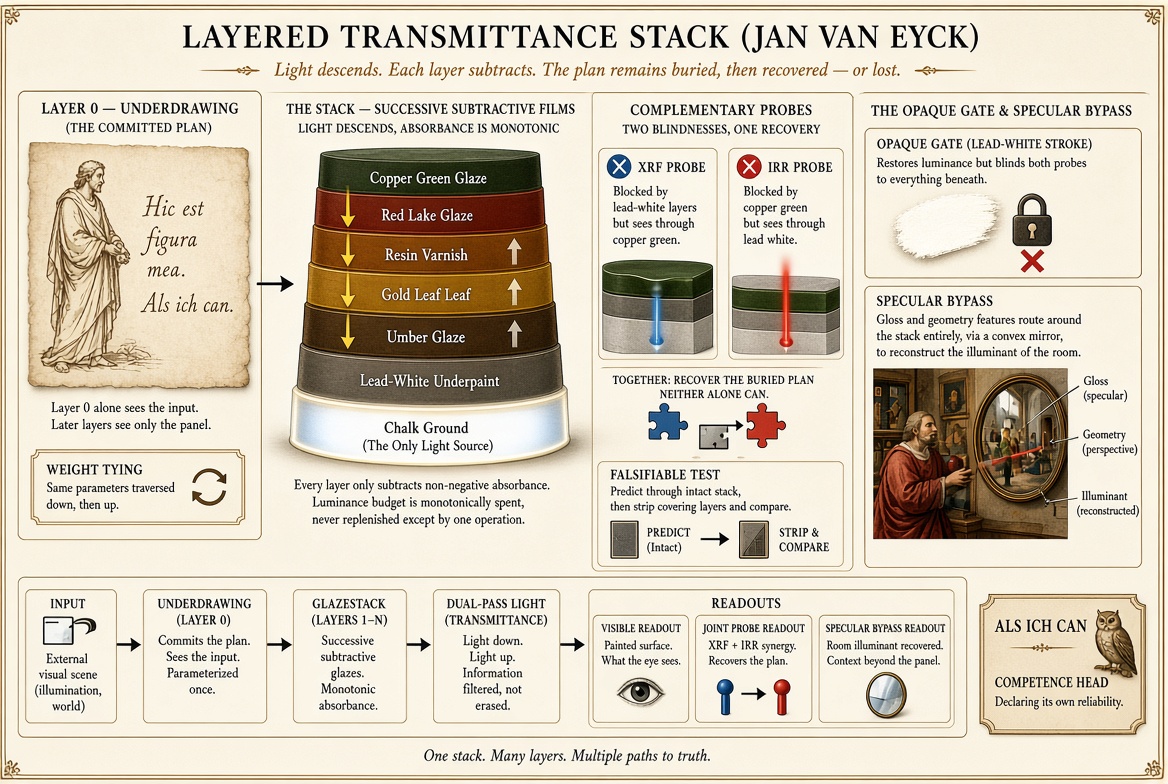 LAYERED TRANSMITTANCE STACK (JAN VAN EYCK)
Light descends. Each layer subtracts. The plan remains buried, then recovered — or lost.
LAYER 0 — UNDERDRAWING
(THE COMMITTED PLAN)
Hic est
figura
mea.
Als ich can.
Layer 0 alone sees the input.
Later layers see only the panel.
WEIGHT TYING
Same parameters traversed
down, then up.
THE STACK — SUCCESSIVE SUBTRACTIVE FILMS
LIGHT DESCENDS, ABSORBANCE IS MONOTONIC
Copper Green Glaze
Red Lake Glaze
Resin Varnish
Gold Leaf Leaf
Umber Glaze
Lead-White Underpaint
Chalk Ground
(The Only Light Source)
Every layer only subtracts non-negative absorbance.
Luminance budget is monotonically spent,
never replenished except by one operation.
COMPLEMENTARY PROBES
TWO BLINDNESSES, ONE RECOVERY
XRF PROBE
Blocked by
lead-white layers
but sees through
copper green.
IRR PROBE
Blocked by
copper green
but sees through
lead white.
TOGETHER: RECOVER THE BURIED PLAN
NEITHER ALONE CAN.
FALSIFIABLE TEST
Predict through intact stack,
then strip covering layers and compare.
PREDICT
(Intact)
STRIP &
COMPARE
THE OPAQUE GATE & SPECULAR BYPASS
OPAQUE GATE (LEAD-WHITE STROKE)
Restores luminance but blinds both probes
to everything beneath.
SPECULAR BYPASS
Gloss and geometry features route around
the stack entirely, via a convex mirror,
to reconstruct the illuminant of the room.
Gloss
(specular)
Geometry
(perspective)
Illuminant
(reconstructed)
INPUT
External
visual scene
(illumination,
world)
UNDERDRAWING
(LAYER 0)
Commits the plan.
Sees the input.
Parameterized
once.
GLAZESTACK
(LAYERS 1–N)
Successive
subtractive
glazes.
Monotonic
absorbance.
DUAL-PASS LIGHT
(TRANSMITTANCE)
Light down.
Light up.
Information
filtered, not
erased.
READOUTS
VISIBLE READOUT
Painted surface.
What the eye sees.
JOINT PROBE READOUT
XRF + IRR synergy.
Recovers the plan.
SPECULAR BYPASS READOUT
Room illuminant recovered.
Context beyond the panel.
ALS ICH CAN
COMPETENCE HEAD
Declaring its own reliability.
One stack. Many layers. Multiple paths to truth.